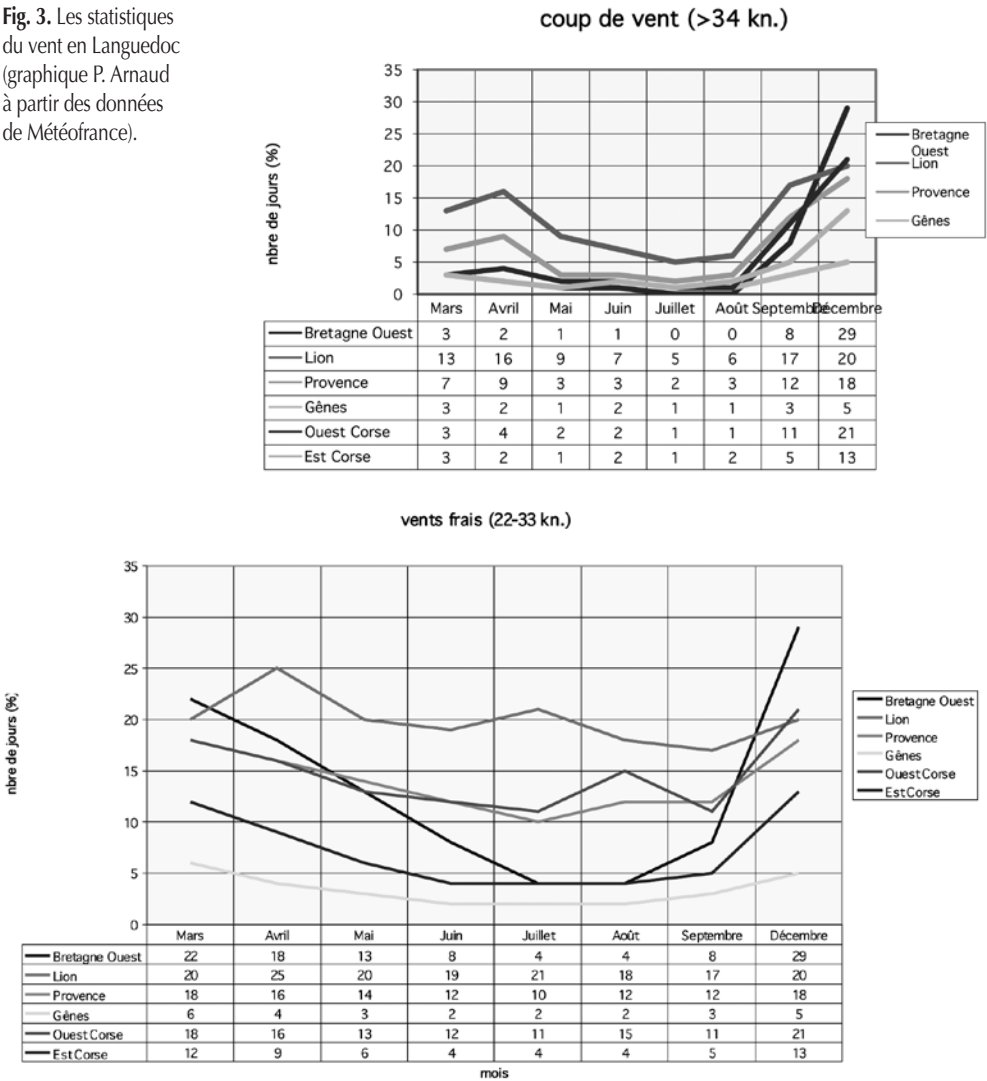 Fig. 3. Les statistiques
du vent en Languedoc
(graphique P. Arnaud
à partir des données
de Météofrance).
coup de vent (>34 kn.)
nbre de jours (%)
35
30
25
20
15
10
5
0
Bretagne
Ouest
Lion
Provence
Gênes
Mars Avril Mai Juin Juillet Août Septembre Décembre
Bretagne Ouest 3 2 1 1 0 0 8 29
Lion 13 16 9 7 5 6 17 20
Provence 7 9 3 3 2 3 12 18
Gênes 3 2 1 2 1 1 3 5
Ouest Corse 3 4 2 2 1 1 11 21
Est Corse 3 2 1 2 1 2 5 13
vents frais (22-33 kn.)
nbre de jours (%)
35
30
25
20
15
10
5
0
Bretagne Ouest
Lion
Provence
Gênes
Ouest Corse
Est Corse
Mars Avril Mai Juin Juillet Août Septembre Décembre
Bretagne Ouest 22 18 13 8 4 4 8 29
Lion 20 25 20 19 21 18 17 20
Provence 18 16 14 12 10 12 12 18
Gênes 6 4 3 2 2 2 3 5
Ouest Corse 18 16 13 12 11 15 11 21
Est Corse 12 9 6 4 4 4 5 13
mois